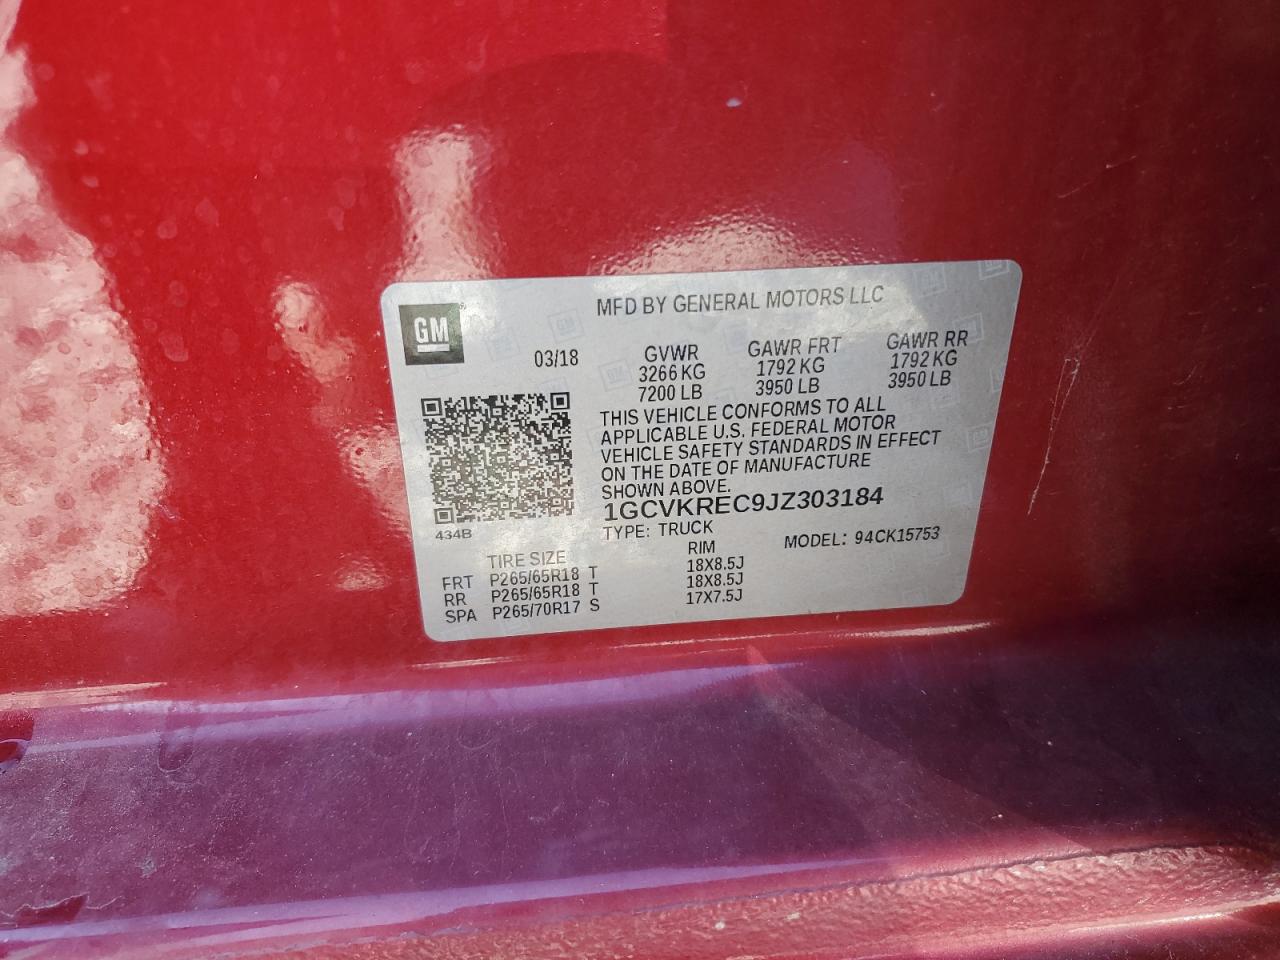 GM
MFD BY GENERAL MOTORS LLC
03/18
GVWR GAWR FRT GAWR RR
3266 KG 1792 KG 1792 KG
7200 LB 3950 LB 3950 LB
THIS VEHICLE CONFORMS TO ALL
APPLICABLE U.S. FEDERAL MOTOR
VEHICLE SAFETY STANDARDS IN EFFECT
ON THE DATE OF MANUFACTURE
SHOWN ABOVE.
1GCVKREC9JZ303184
434B
TYPE: TRUCK MODEL: 94CK15753
TIRE SIZE RIM
FRT P265/65R18 T 18X8.5J
RR P265/65R18 T 18X8.5J
SPA P265/70R17 S 17X7.5J